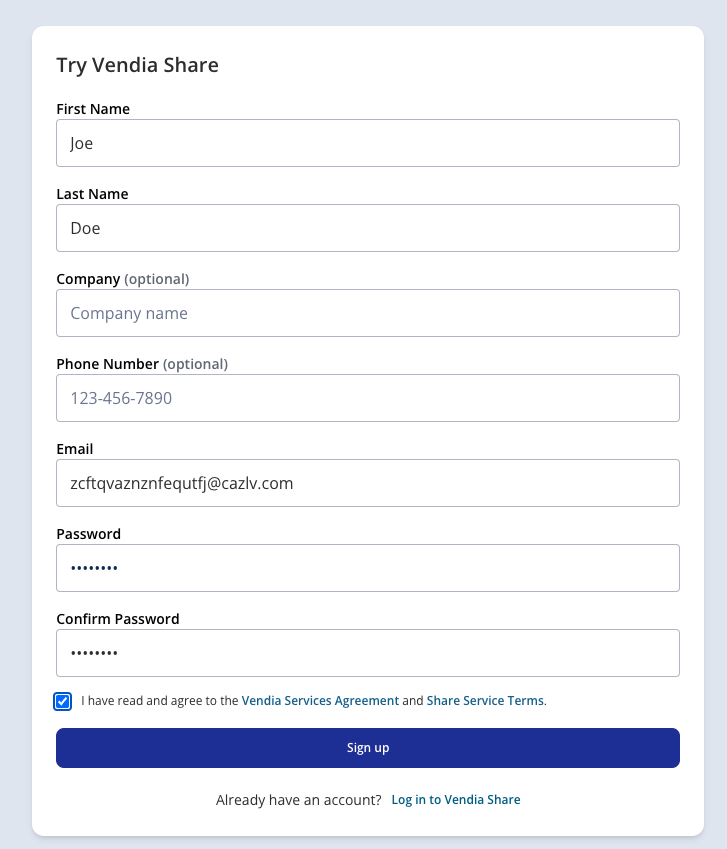 Try Vendia Share
First Name
Joe
Last Name
Doe
Company (optional)
Company name
Phone Number (optional)
123-456-7890
Email
zcftqvaznznfequtfj@cazlv.com
Password
••••••••
Confirm Password
••••••••
I have read and agree to the Vendia Services Agreement and Share Service Terms.
Sign up
Already have an account? Log in to Vendia Share